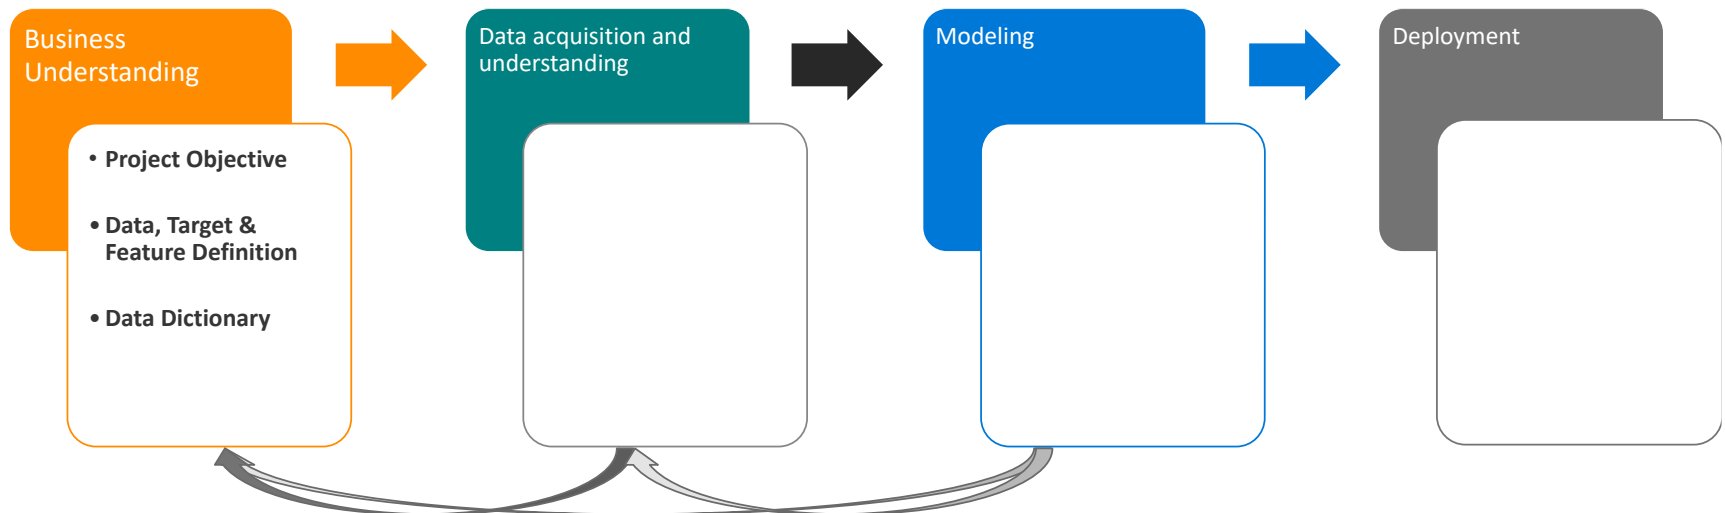 Business
Understanding
Data acquisition and
understanding
Modeling
Deployment
• Project Objective
• Data, Target &
Feature Definition
• Data Dictionary